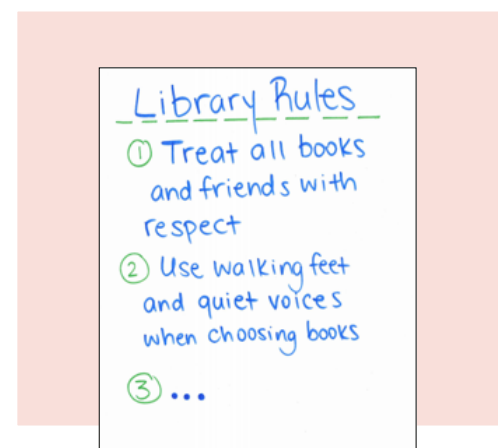 Library Rules
① Treat all books
and friends with
respect
② Use walking feet
and quiet voices
when choosing books
③ ...